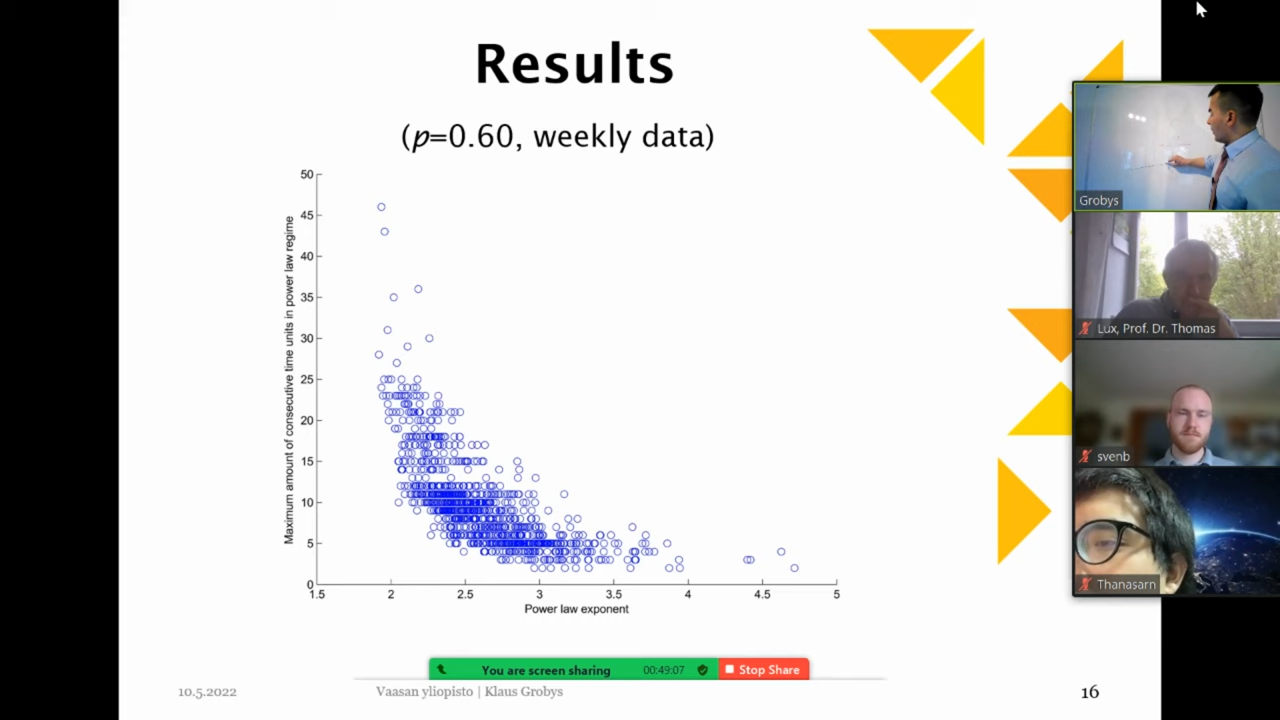 Results
(p=0.60, weekly data)
Maximum amount of consecutive time units in power law regime
50
45
40
35
30
25
20
15
10
5
0
1.5 2 2.5 3 3.5 4 4.5 5
Power law exponent
Grobys
Lux, Prof. Dr. Thomas
svenb
Thanasarn
You are screen sharing 00:49:07 Stop Share
10.5.2022 Vaasan yliopisto | Klaus Grobys 16